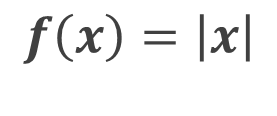 f(x) = |x|